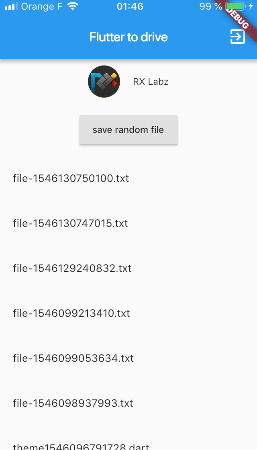 Orange F 01:46 99 %
DEBUG
Flutter to drive
RX Labz
save random file
file-1546130750100.txt
file-1546130747015.txt
file-1546129240832.txt
file-1546099213410.txt
file-1546099053634.txt
file-1546098937993.txt
theme1546096791728.dart